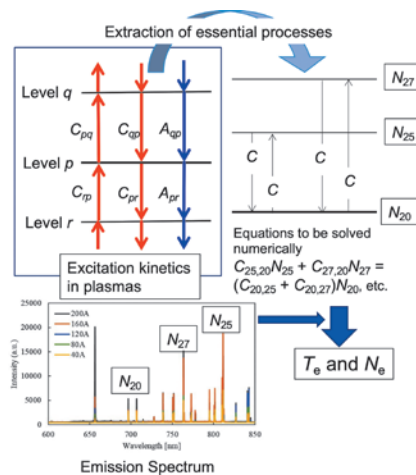 Extraction of essential processes
Level q
Level p
Level r
C_pq
C_qp
A_qp
C_rp
C_pr
A_pr
Excitation kinetics
in plasmas
N_27
N_25
N_20
C
C
C
C
Equations to be solved
numerically
C_25,20N_25 + C_27,20N_27 =
(C_20,25 + C_20,27)N_20, etc.
T_e and N_e
25000
20000
15000
10000
5000
0
Intensity (a.u.)
200A
160A
120A
80A
40A
N_20
N_27
N_25
600
650
700
750
800
850
Wavelength [nm]
Emission Spectrum